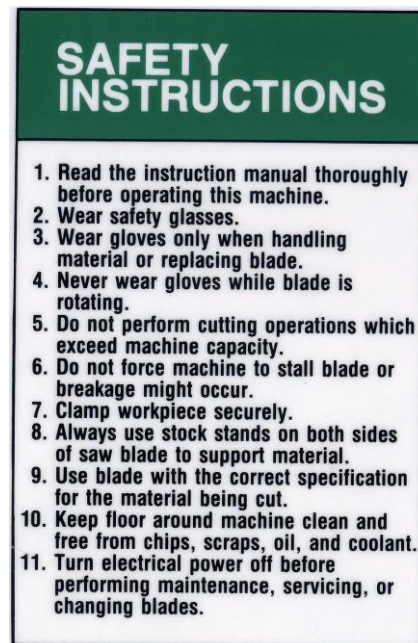 SAFETY
INSTRUCTIONS
1. Read the instruction manual thoroughly
before operating this machine.
2. Wear safety glasses.
3. Wear gloves only when handling
material or replacing blade.
4. Never wear gloves while blade is
rotating.
5. Do not perform cutting operations which
exceed machine capacity.
6. Do not force machine to stall blade or
breakage might occur.
7. Clamp workpiece securely.
8. Always use stock stands on both sides
of saw blade to support material.
9. Use blade with the correct specification
for the material being cut.
10. Keep floor around machine clean and
free from chips, scraps, oil, and coolant.
11. Turn electrical power off before
performing maintenance, servicing, or
changing blades.